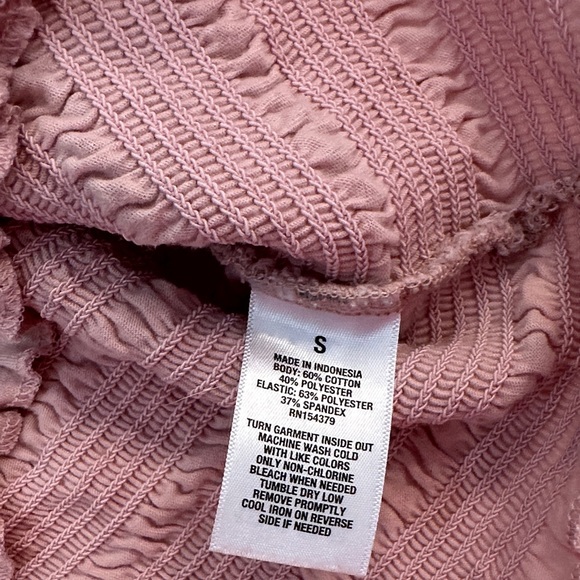 S
MADE IN INDONESIA
BODY: 60% COTTON
40% POLYESTER
ELASTIC: 63% POLYESTER
37% SPANDEX
RN154379
TURN GARMENT INSIDE OUT
MACHINE WASH COLD
WITH LIKE COLORS
ONLY NON-CHLORINE
BLEACH WHEN NEEDED
TUMBLE DRY LOW
REMOVE PROMPTLY
COOL IRON ON REVERSE
SIDE IF NEEDED